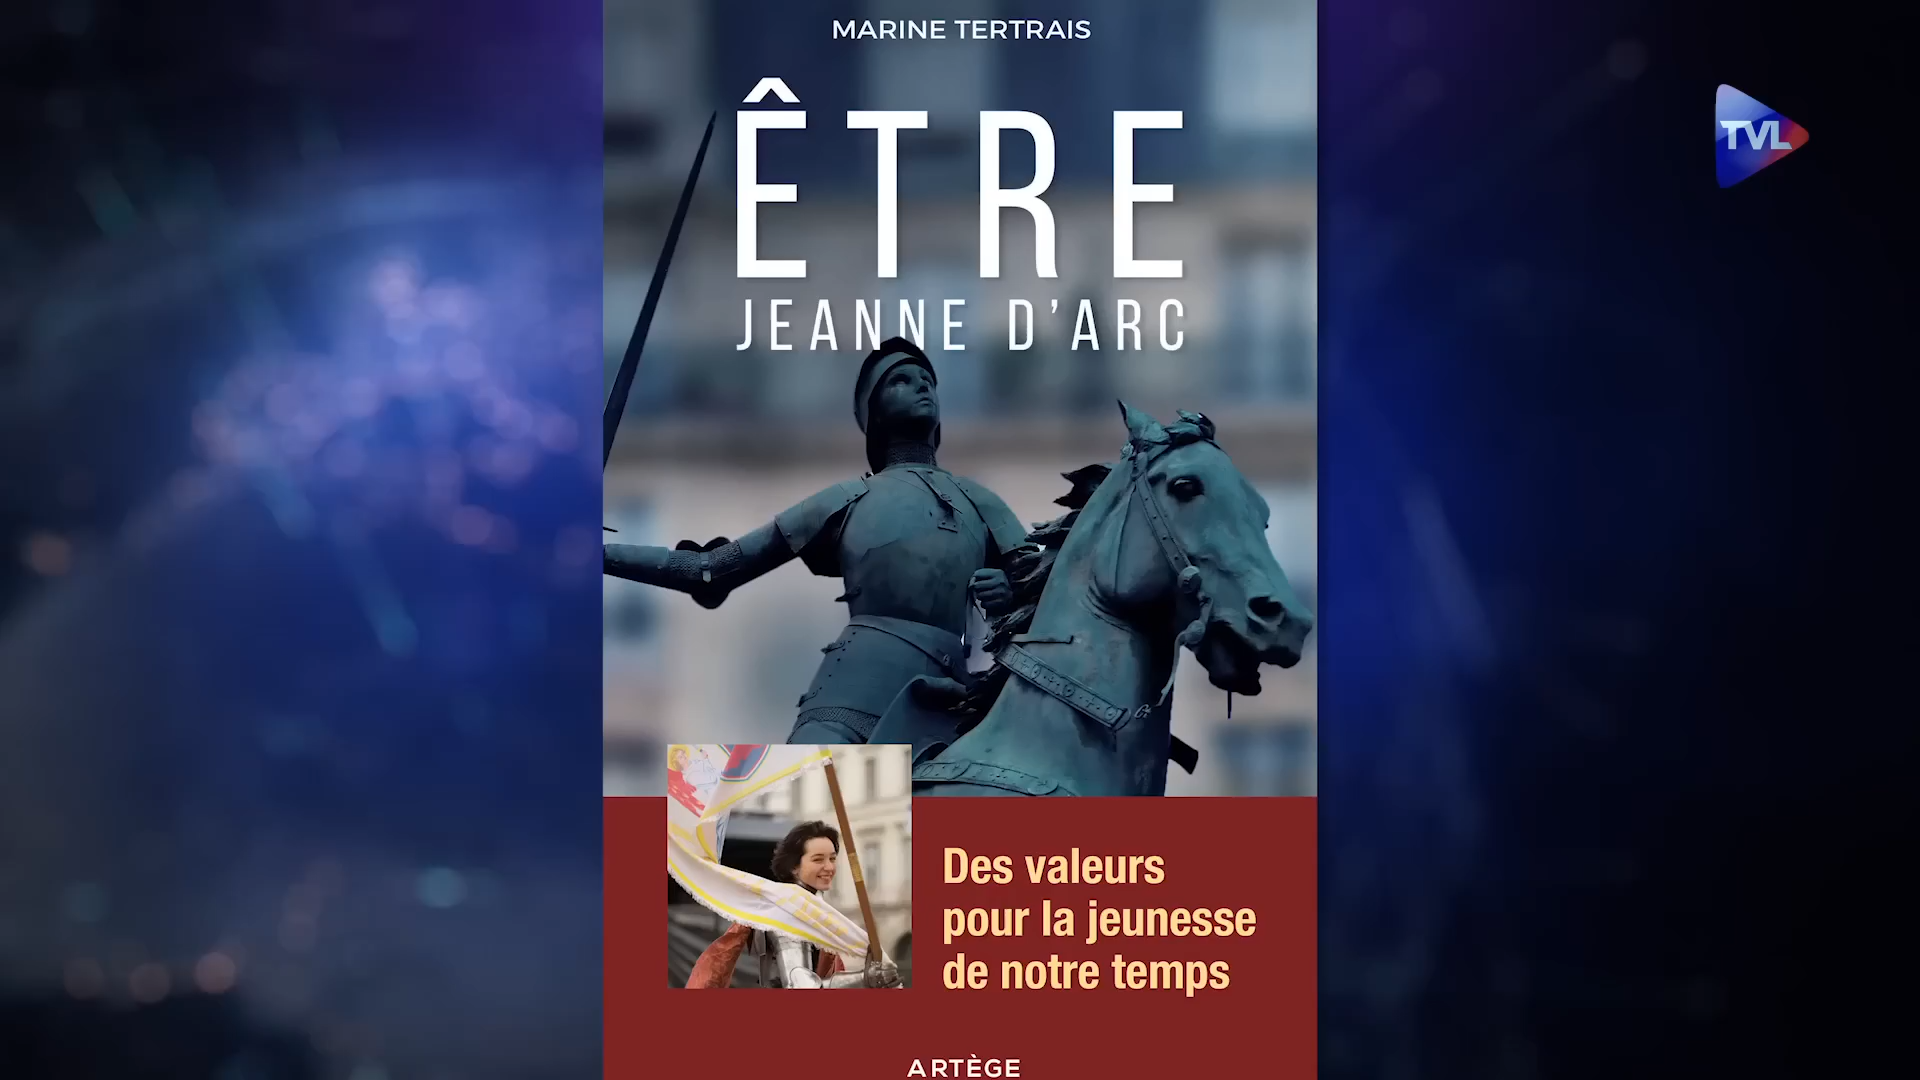 MARINE TERTRAIS
ÊTRE
JEANNE D'ARC
TVL
Des valeurs
pour la jeunesse
de notre temps
ARTÈGE